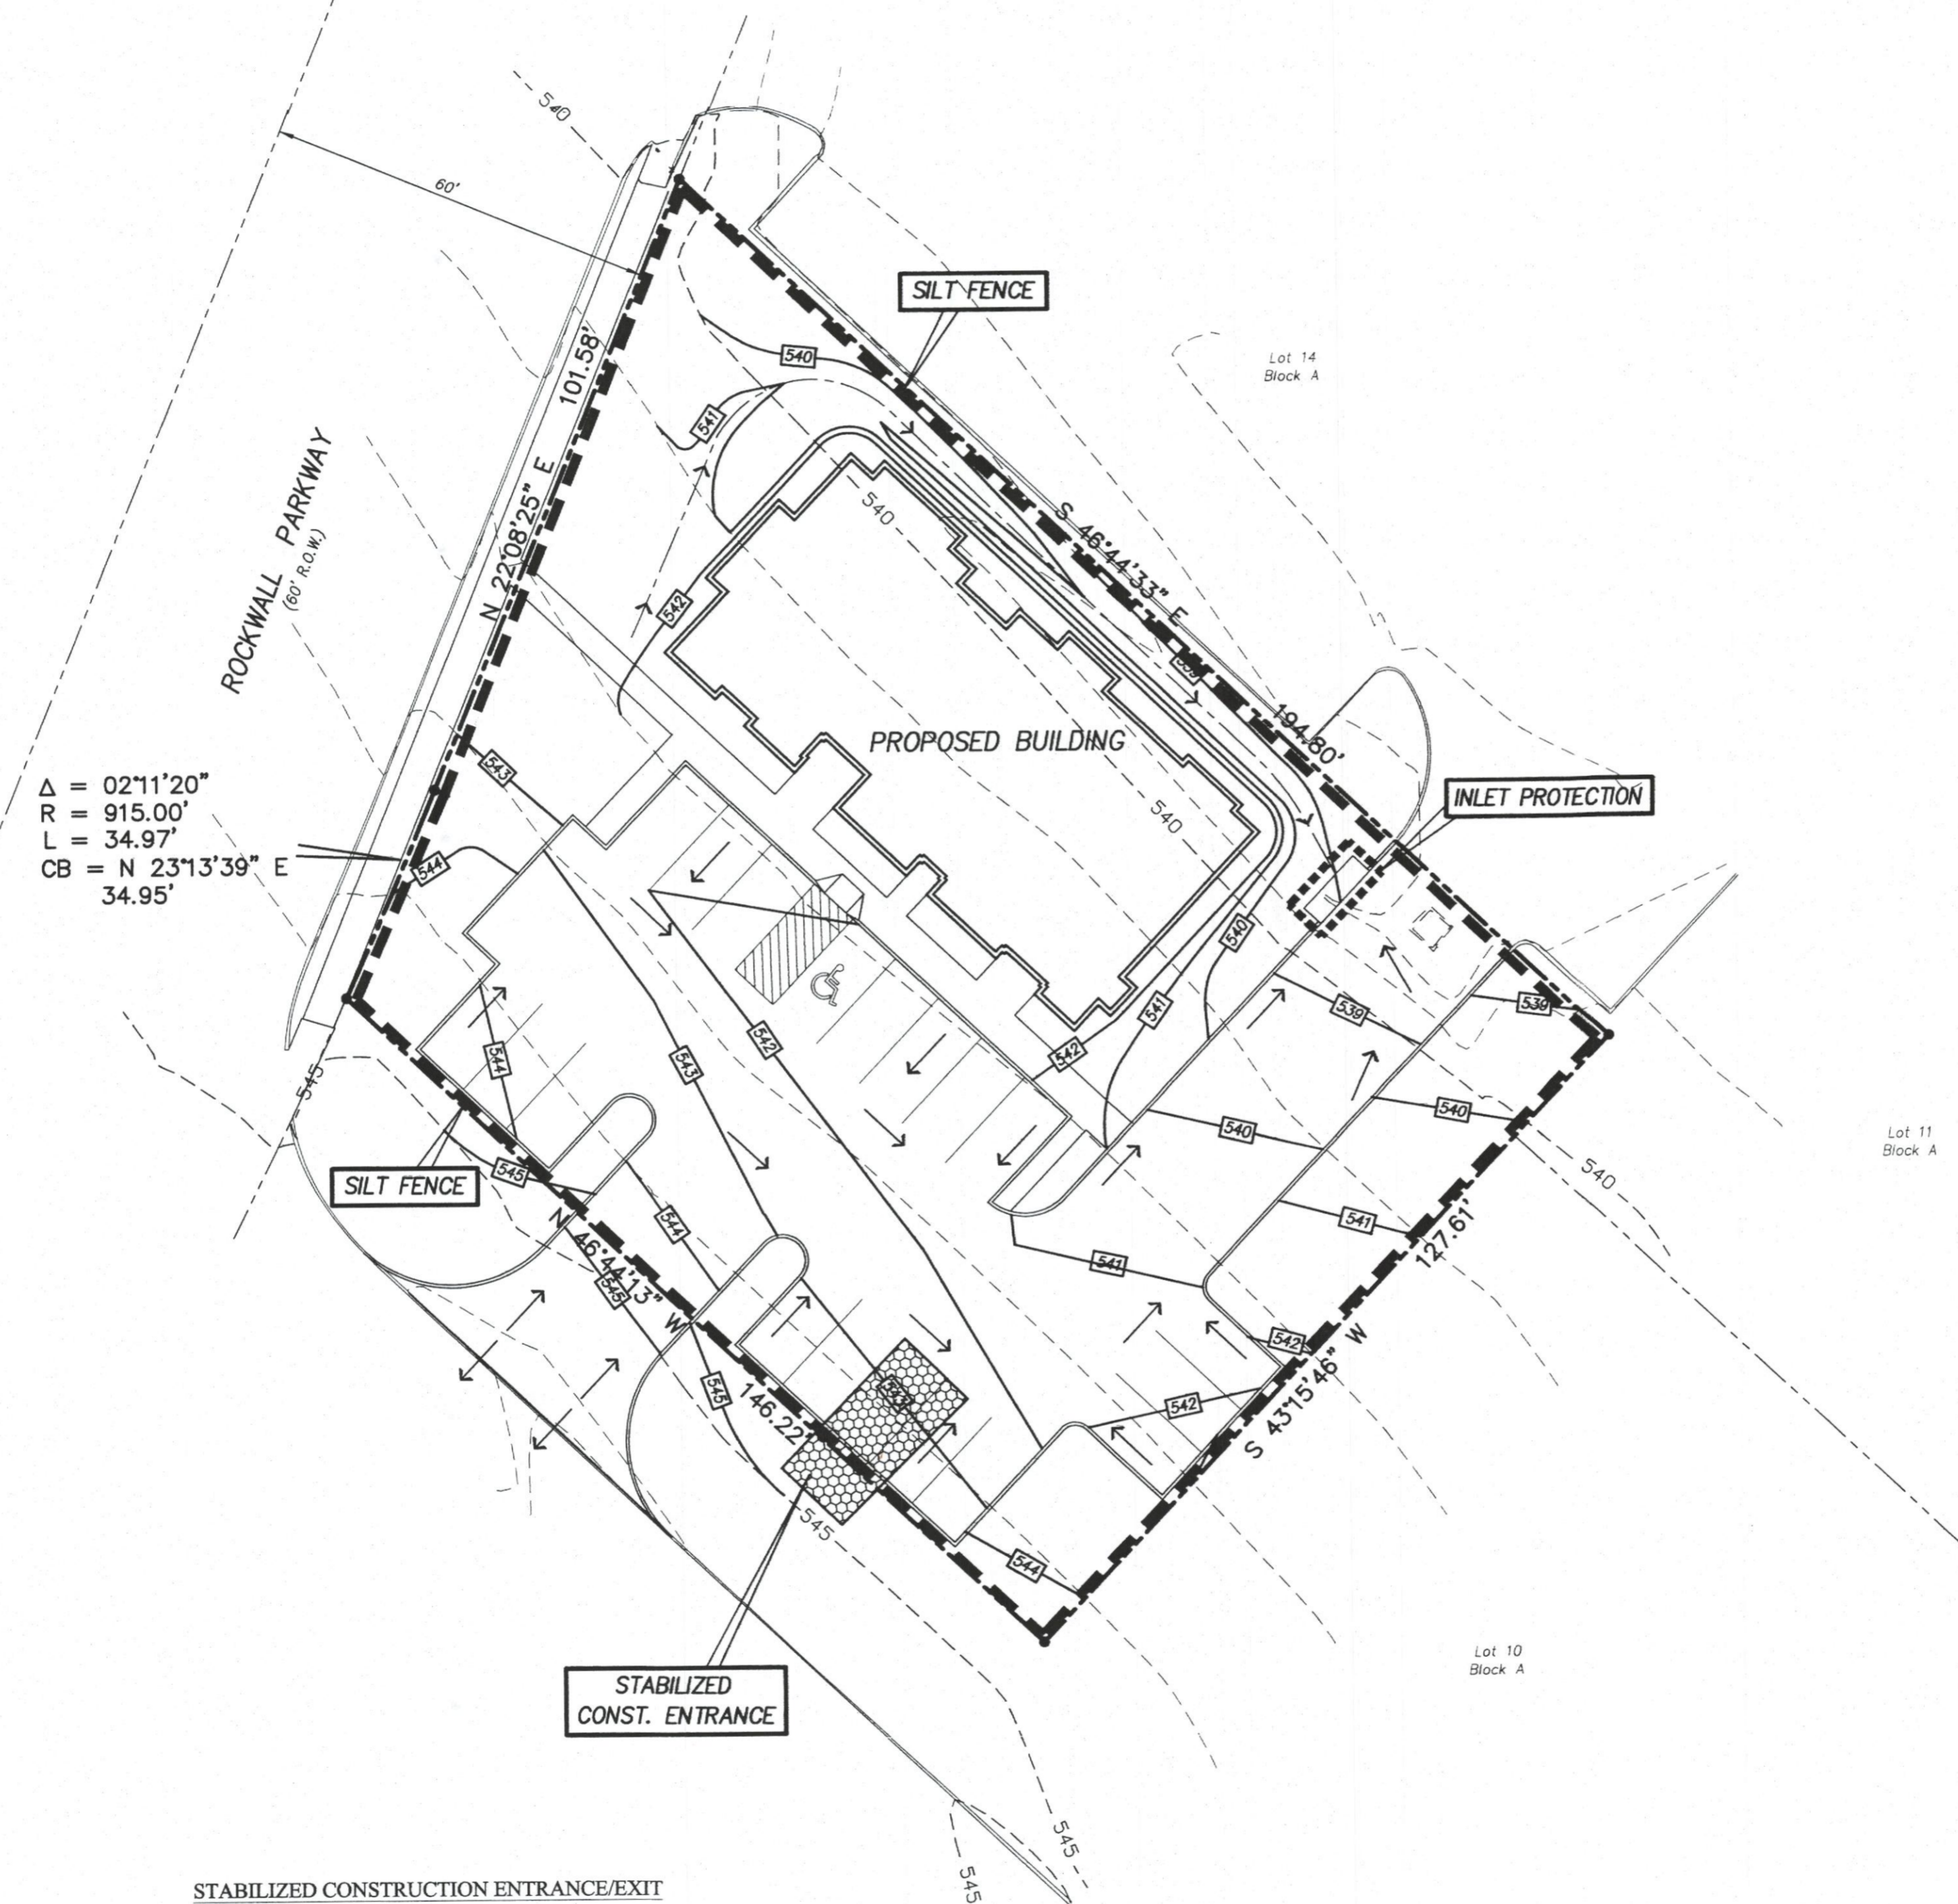 540
60'
SILT FENCE
Lot 14
Block A
540
101.58'
541
ROCKWALL PARKWAY
(60' R.O.W.)
N 22°08'25" E
540
S 46°44'33" E
542
539
194.80'
PROPOSED BUILDING
543
Δ = 02°11'20"
R = 915.00'
L = 34.97'
CB = N 23°13'39" E
34.95'
INLET PROTECTION
540
544
540
539
539
541
542
543
542
544
545
540
540
Lot 11
Block A
SILT FENCE
545
540
544
541
127.61'
541
N 46°44'13" W
545
542
545
543
542
S 43°15'46" W
146.22'
545
544
Lot 10
Block A
STABILIZED
CONST. ENTRANCE
545
545
STABILIZED CONSTRUCTION ENTRANCE/EXIT